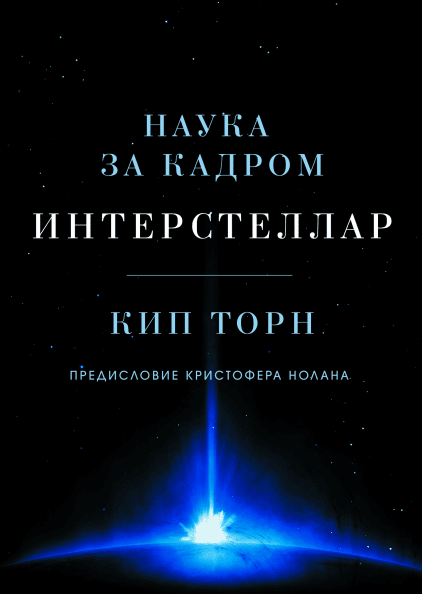 НАУКА
ЗА КАДРОМ
ИНТЕРСТЕЛЛАР
КИП ТОРН
ПРЕДИСЛОВИЕ КРИСТОФЕРА НОЛАНА